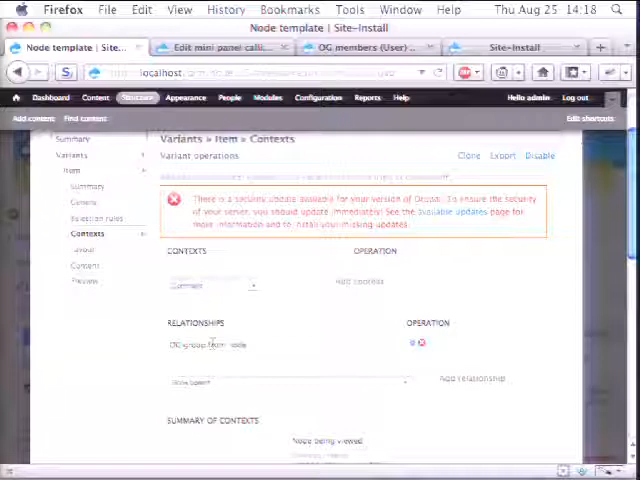 Firefox File Edit View History Bookmarks Tools Window Help Thu Aug 25 14:18
Node template | Site-Install
Node template | Site-Inst... Edit mini panel calli... OG members (User) ... Site-Install
localhost
Dashboard Content Structure Appearance People Modules Configuration Reports Help Hello admin Log out
Add content Find content Edit shortcuts
Summary
Variants
Item
Summary
General
Selection rules
Contexts
Layout
Content
Preview
Variants » Item » Contexts
Variant operations Clone Export Disable
There is a security update available for your version of Drupal. To ensure the security
of your server, you should update immediately! See the available updates page for
more information and to install your missing updates.
CONTEXTS OPERATION
Comment Add context
RELATIONSHIPS OPERATION
OG group from node
Add relationship
SUMMARY OF CONTEXTS
Node being viewed